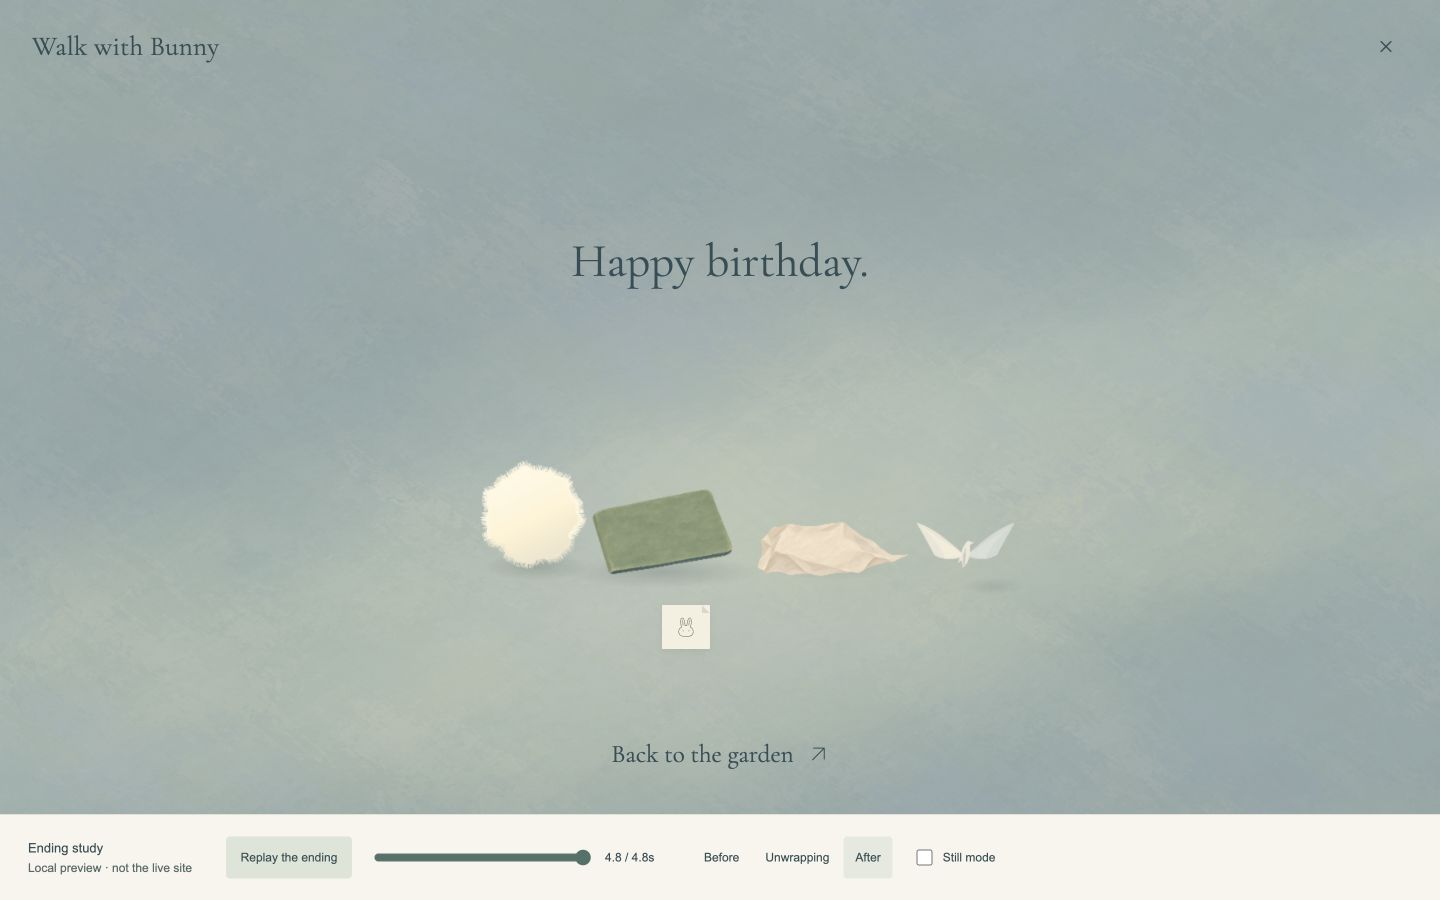 Walk with Bunny
Happy birthday.
Back to the garden
Ending study
Local preview · not the live site
Replay the ending
4.8 / 4.8s
Before
Unwrapping
After
Still mode